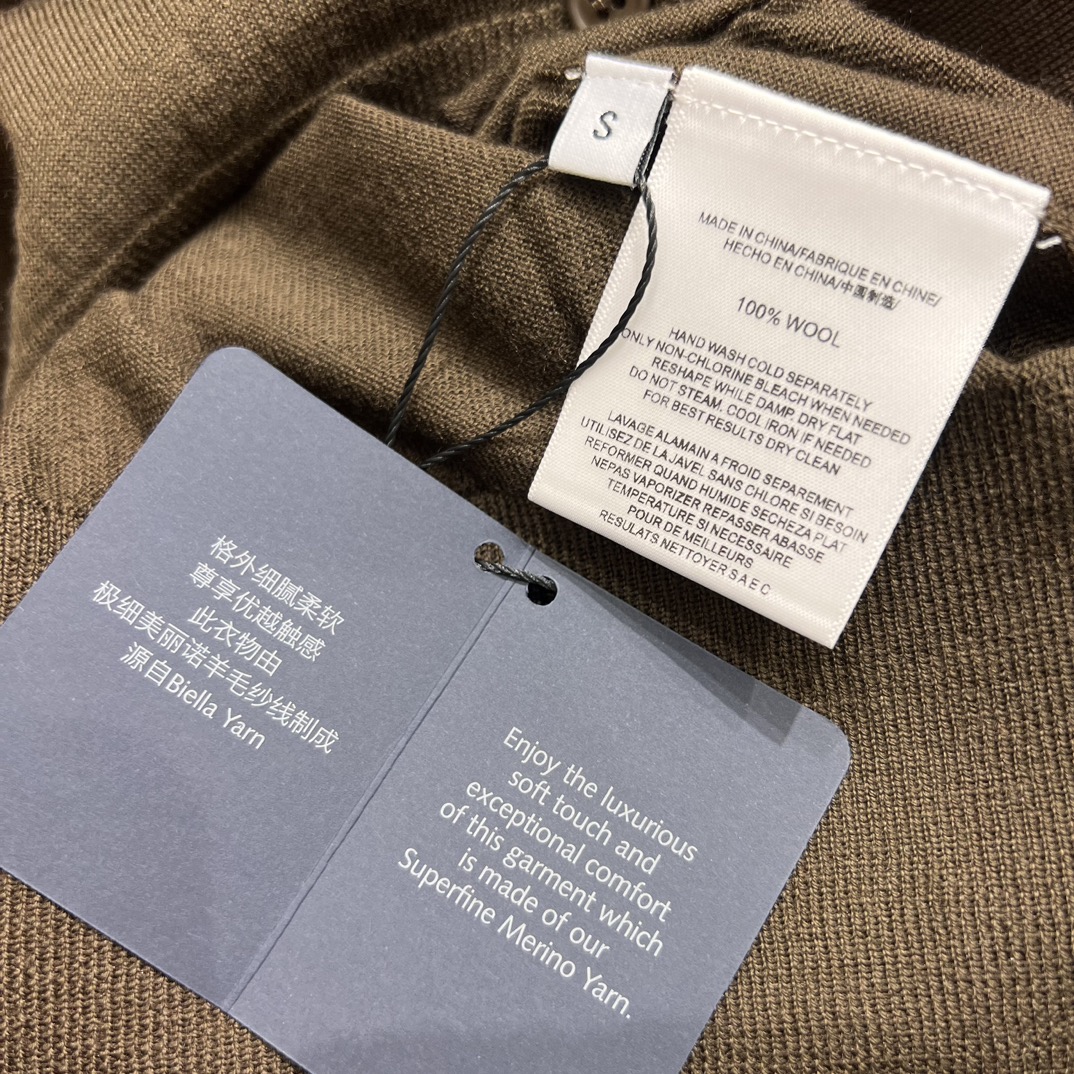 S
MADE IN CHINA/FABRIQUE EN CHINE/
HECHO EN CHINA/中国制造/
100% WOOL
HAND WASH COLD SEPARATELY
ONLY NON-CHLORINE BLEACH WHEN NEEDED
RESHAPE WHILE DAMP. DRY FLAT
DO NOT STEAM. COOL IRON IF NEEDED
FOR BEST RESULTS DRY CLEAN
LAVAGE ALAMAIN A FROID SEPAREMENT
UTILISEZ DE LAJAVEL SANS CHLORE SI BESOIN
REFORMER QUAND HUMIDE SECHEZA PLAT
NEPAS VAPORIZER REPASSER ABASSE
TEMPERATURE SI NECESSAIRE
POUR DE MEILLEURS
RESULATS NETTOYER S A E C
格外细腻柔软
尊享优越触感
此衣物由
极细美丽诺羊毛纱线制成
源自Biella Yarn
Enjoy the luxurious
soft touch and
exceptional comfort
of this garment which
is made of our
Superfine Merino Yarn.